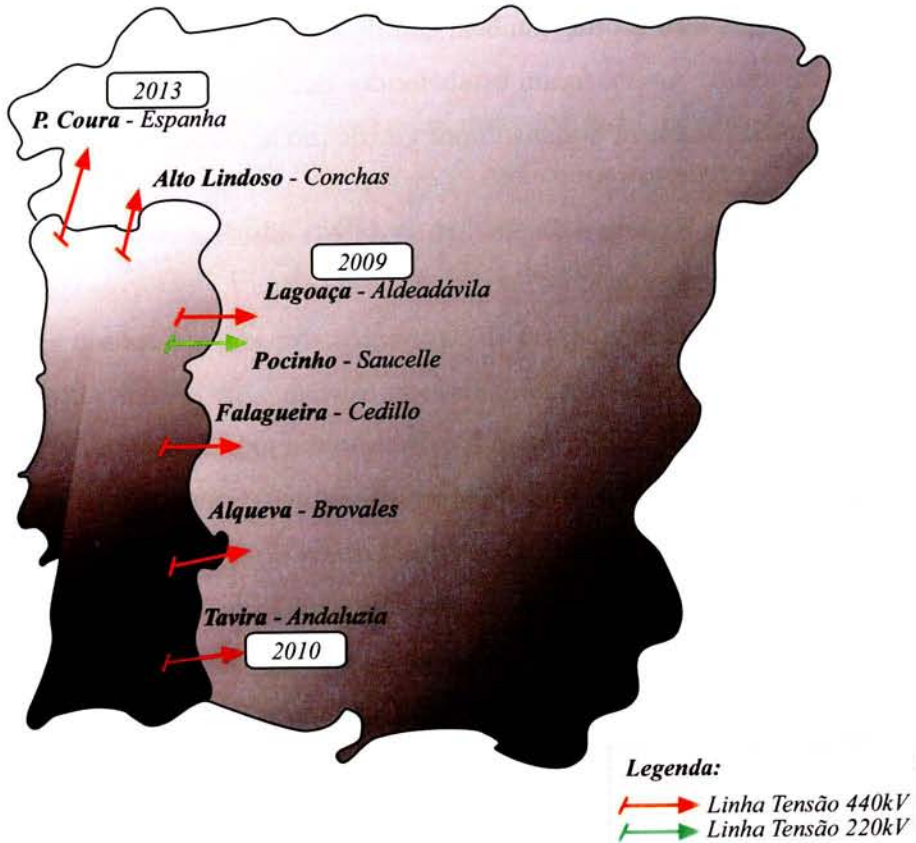 2013
P. Coura - Espanha
Alto Lindoso - Conchas
2009
Lagoaça - Aldeadávila
Pocinho - Saucelle
Falagueira - Cedillo
Alqueva - Brovales
Tavira - Andaluzia
2010
Legenda:
Linha Tensão 440kV
Linha Tensão 220kV